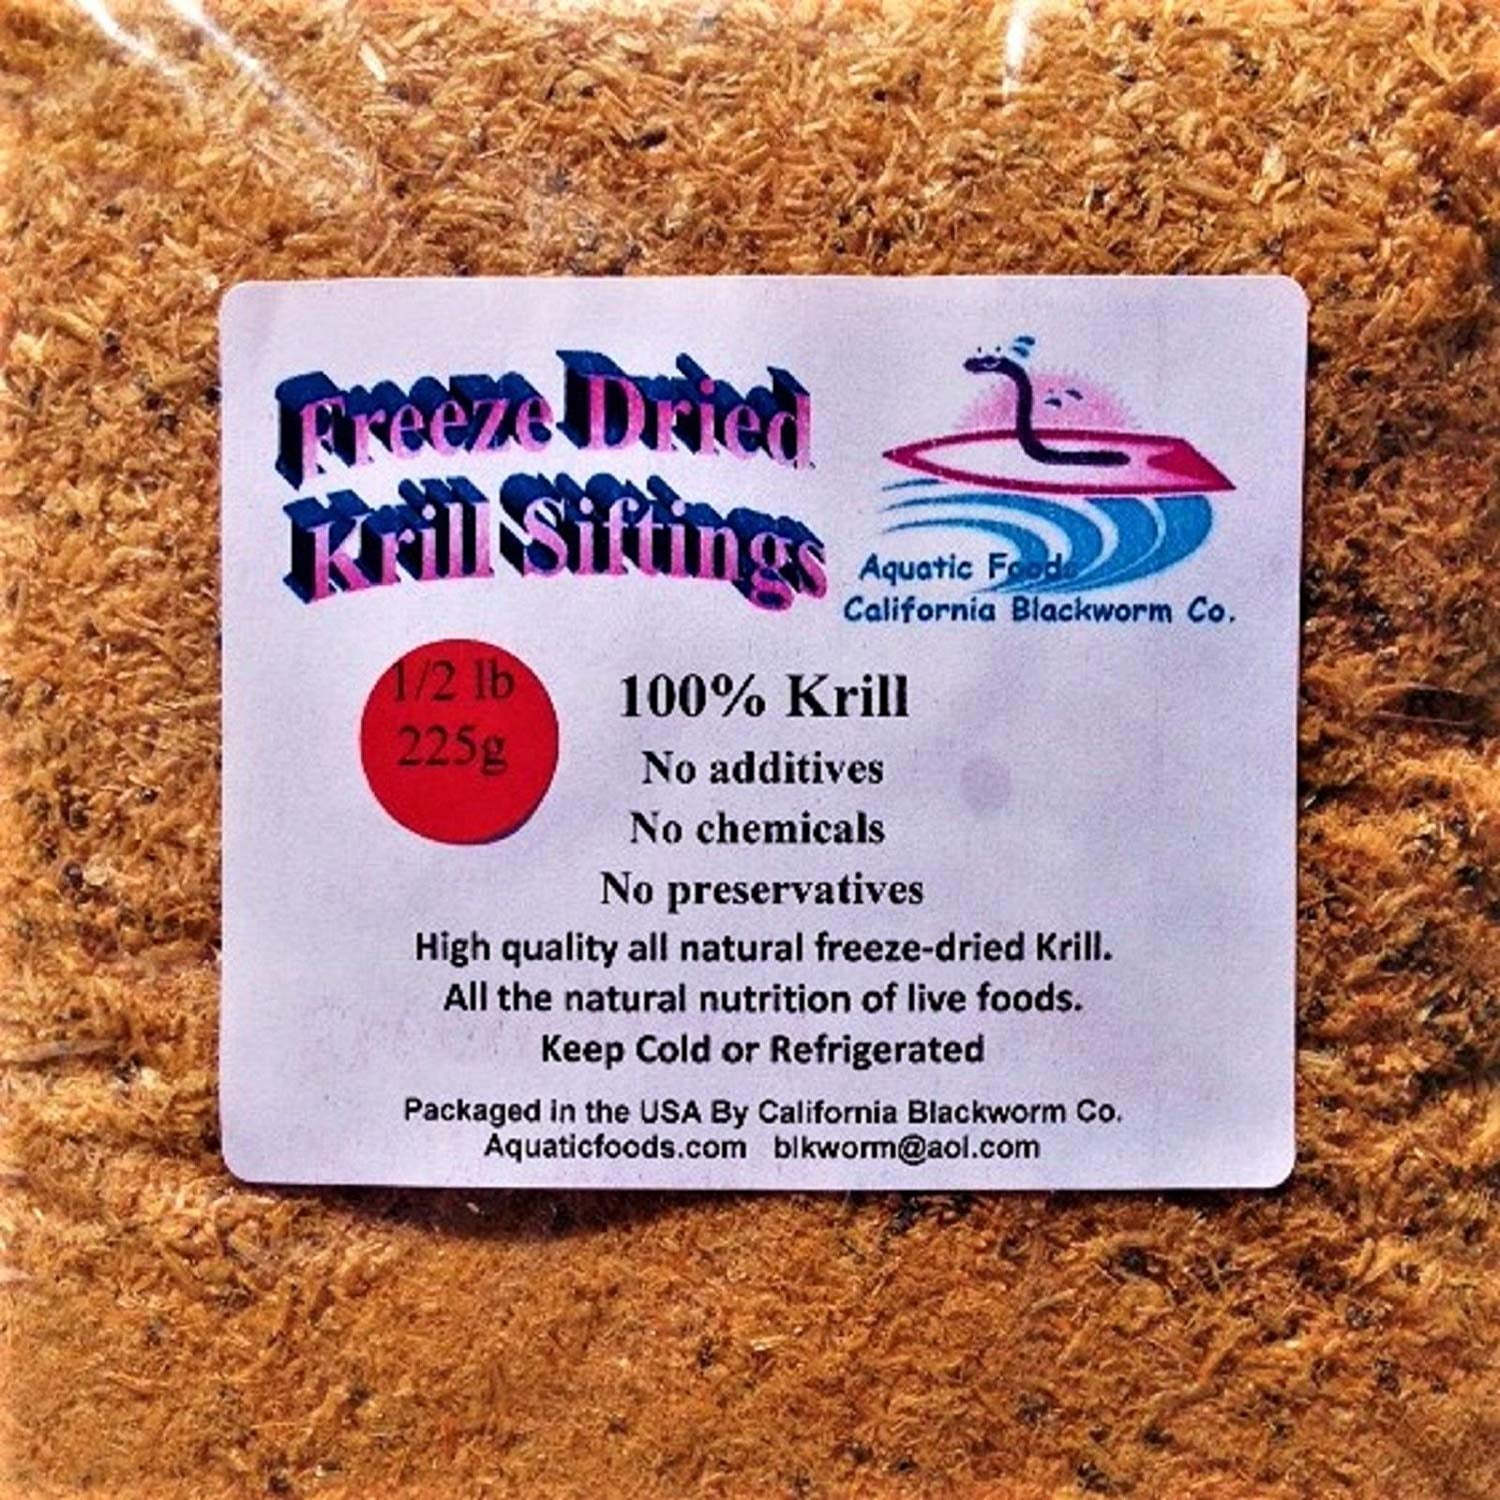 Freeze Dried
Krill Siftings
Aquatic Foods
California Blackworm Co.
1/2 lb
225g
100% Krill
No additives
No chemicals
No preservatives
High quality all natural freeze-dried Krill.
All the natural nutrition of live foods.
Keep Cold or Refrigerated
Packaged in the USA By California Blackworm Co.
Aquaticfoods.com blkworm@aol.com